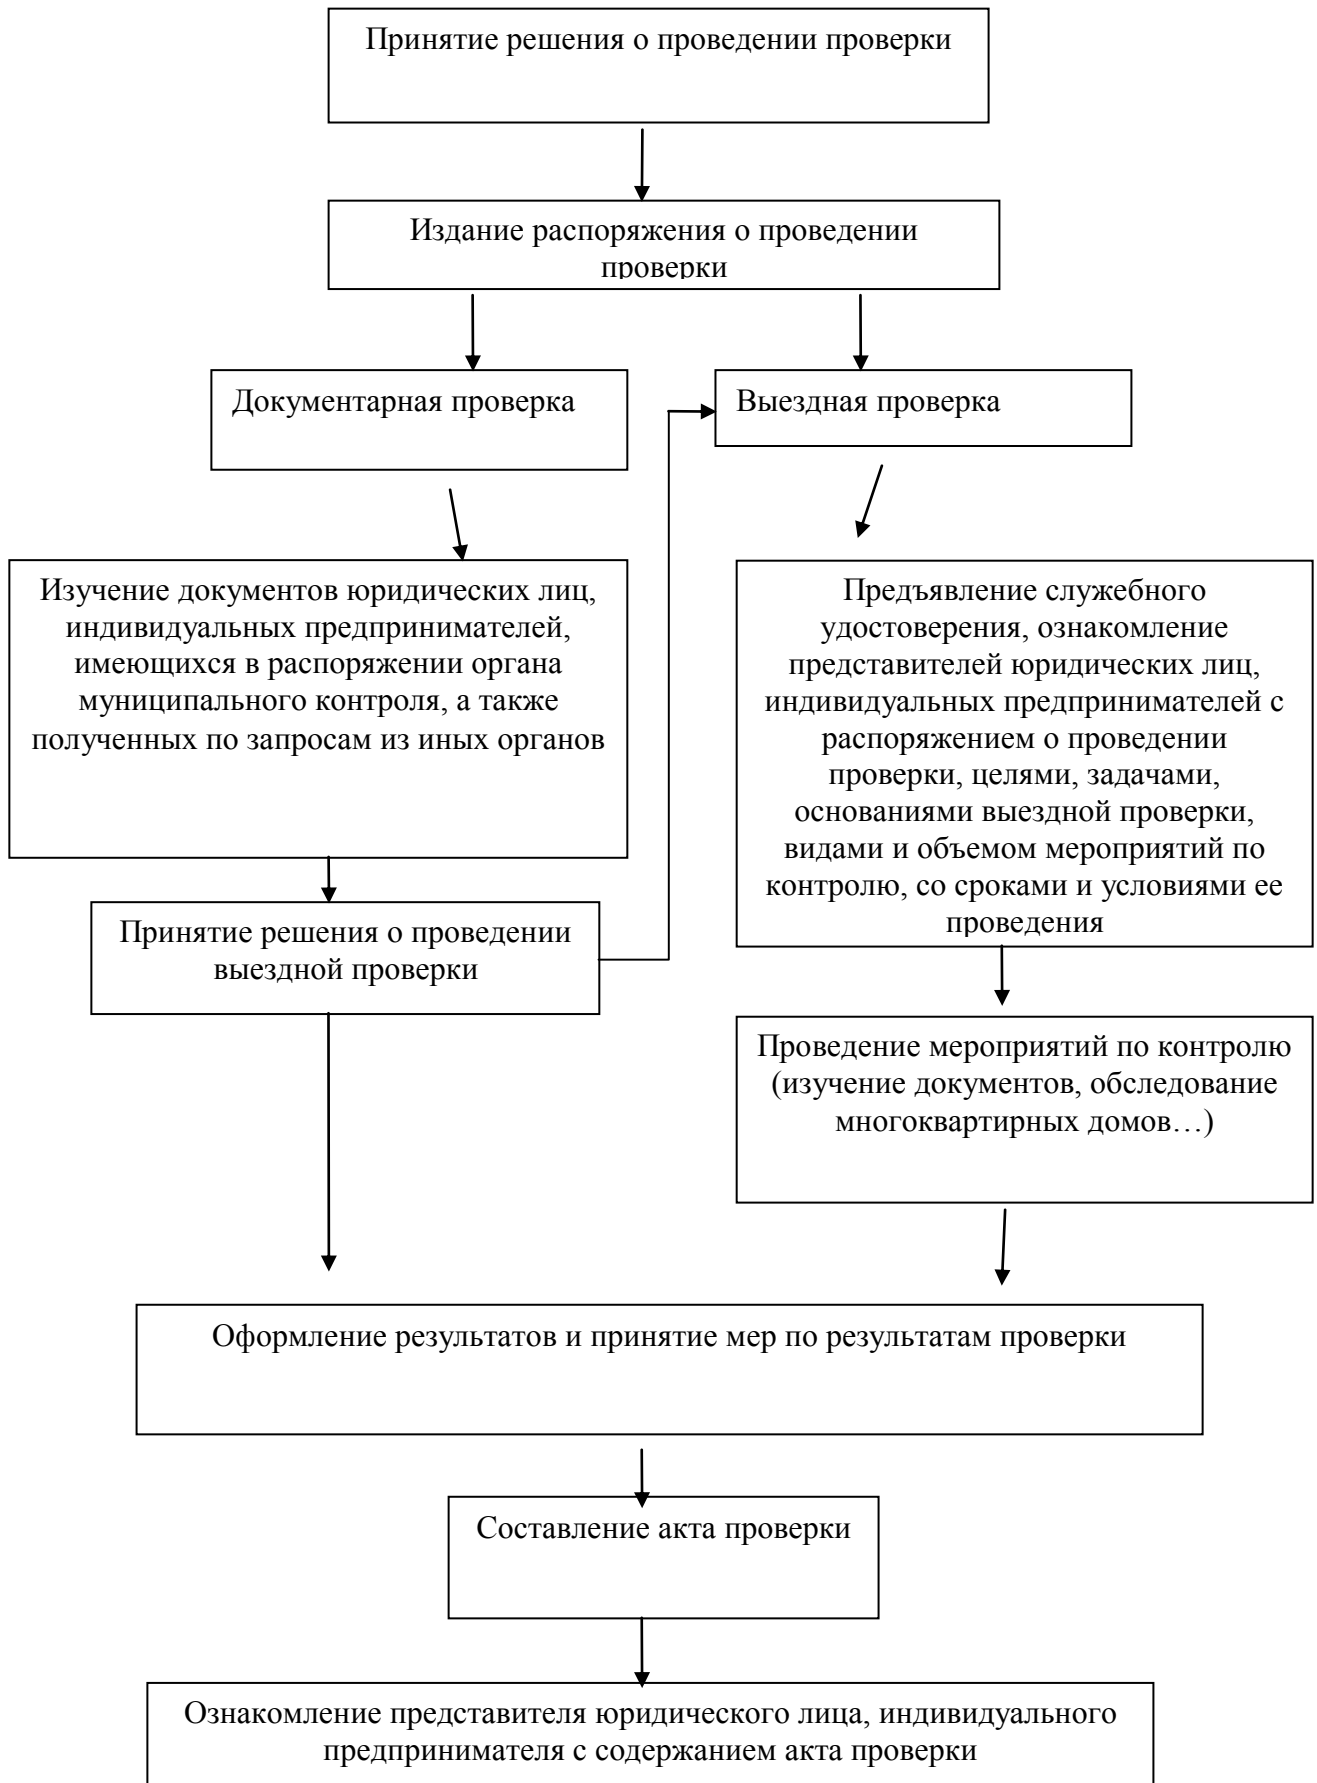 Принятие решения о проведении проверки
Издание распоряжения о проведении
проверки
Документарная проверка
Выездная проверка
Изучение документов юридических лиц,
индивидуальных предпринимателей,
имеющихся в распоряжении органа
муниципального контроля, а также
полученных по запросам из иных органов
Принятие решения о проведении
выездной проверки
Предъявление служебного
удостоверения, ознакомление
представителей юридических лиц,
индивидуальных предпринимателей с
распоряжением о проведении
проверки, целями, задачами,
основаниями выездной проверки,
видами и объемом мероприятий по
контролю, со сроками и условиями ее
проведения
Проведение мероприятий по контролю
(изучение документов, обследование
многоквартирных домов…)
Оформление результатов и принятие мер по результатам проверки
Составление акта проверки
Ознакомление представителя юридического лица, индивидуального
предпринимателя с содержанием акта проверки